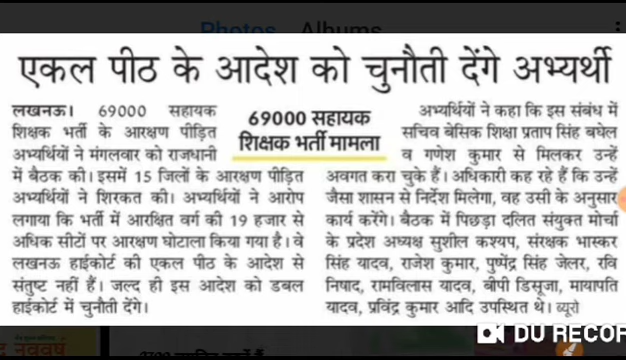 Photos Albums
एकल पीठ के आदेश को चुनौती देंगे अभ्यर्थी
लखनऊ। 69000 सहायक
शिक्षक भर्ती के आरक्षण पीड़ित
अभ्यर्थियों ने मंगलवार को राजधानी
में बैठक की। इसमें 15 जिलों के आरक्षण पीड़ित
अभ्यर्थियों ने शिरकत की। अभ्यर्थियों ने आरोप
लगाया कि भर्ती में आरक्षित वर्ग की 19 हजार से
अधिक सीटों पर आरक्षण घोटाला किया गया है। वे
लखनऊ हाईकोर्ट की एकल पीठ के आदेश से
संतुष्ट नहीं हैं। जल्द ही इस आदेश को डबल
हाईकोर्ट में चुनौती देंगे।
69000 सहायक
शिक्षक भर्ती मामला
अभ्यर्थियों ने कहा कि इस संबंध में
सचिव बेसिक शिक्षा प्रताप सिंह बघेल
व गणेश कुमार से मिलकर उन्हें
अवगत करा चुके हैं। अधिकारी कह रहे हैं कि उन्हें
जैसा शासन से निर्देश मिलेगा, वह उसी के अनुसार
कार्य करेंगे। बैठक में पिछड़ा दलित संयुक्त मोर्चा
के प्रदेश अध्यक्ष सुशील कश्यप, संरक्षक भास्कर
सिंह यादव, राजेश कुमार, पुष्पेंद्र सिंह जेलर, रवि
निषाद, रामविलास यादव, बीपी डिसूजा, मायापति
यादव, प्रविंद्र कुमार आदि उपस्थित थे। ब्यूरो
DU RECOR
नववर्ष